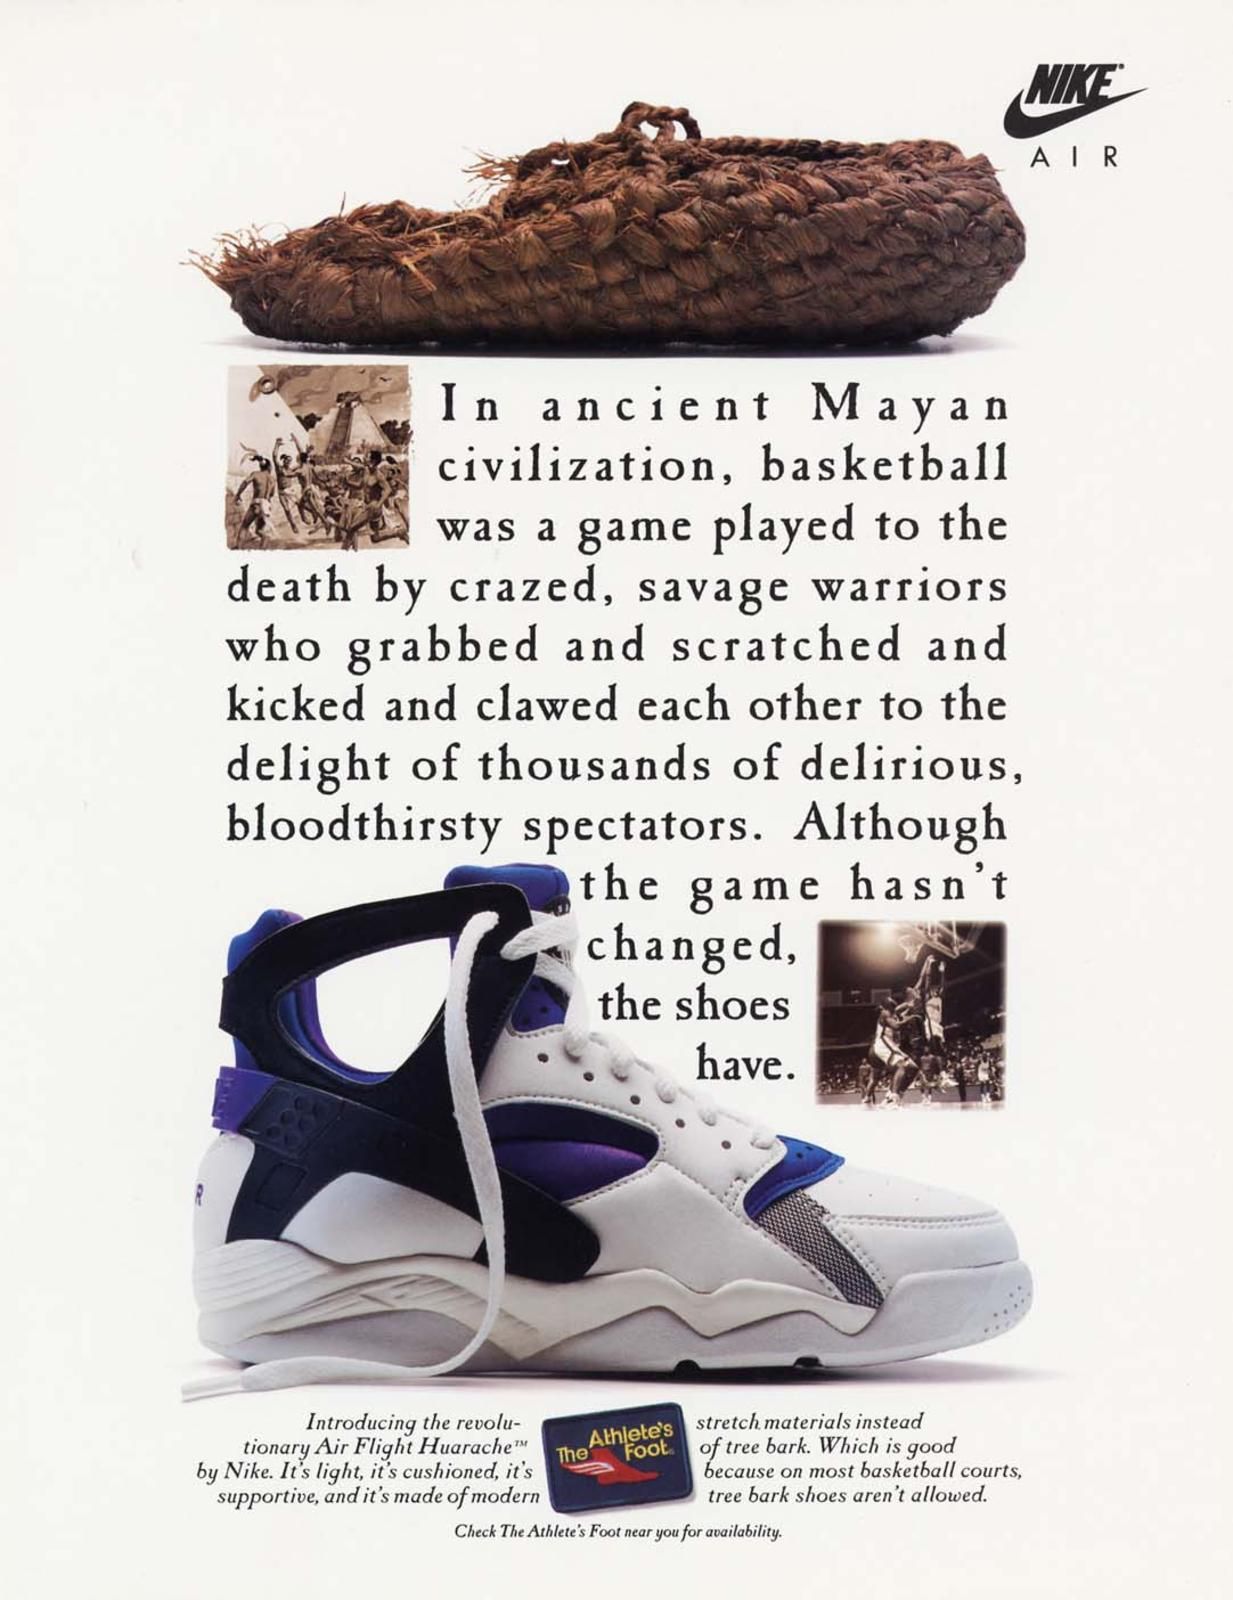 NIKE
AIR
In ancient Mayan
civilization, basketball
was a game played to the
death by crazed, savage warriors
who grabbed and scratched and
kicked and clawed each other to the
delight of thousands of delirious,
bloodthirsty spectators. Although
the game hasn't
changed,
the shoes
have.
Introducing the revolu-
tionary Air Flight Huarache™
by Nike. It's light, it's cushioned, it's
supportive, and it's made of modern
The Athlete's Foot
stretch materials instead
of tree bark. Which is good
because on most basketball courts,
tree bark shoes aren't allowed.
Check The Athlete's Foot near you for availability.